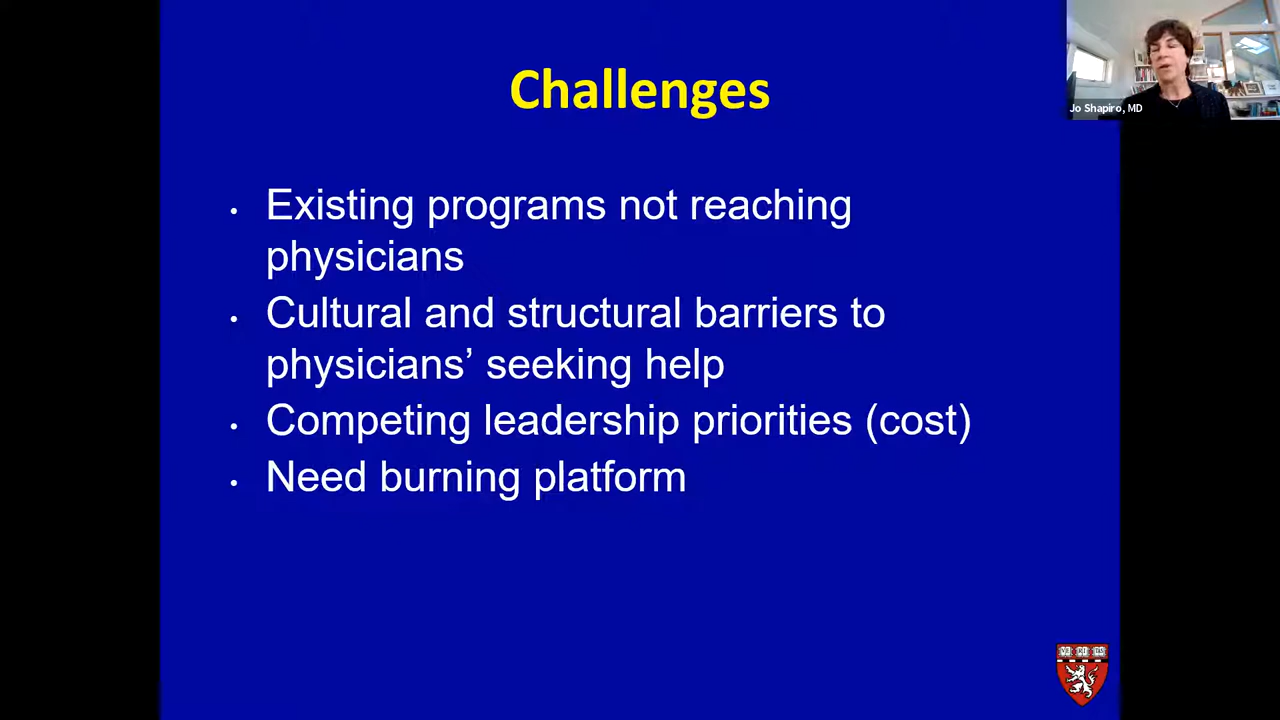 Challenges
Jo Shapiro, MD
• Existing programs not reaching
physicians
• Cultural and structural barriers to
physicians’ seeking help
• Competing leadership priorities (cost)
• Need burning platform